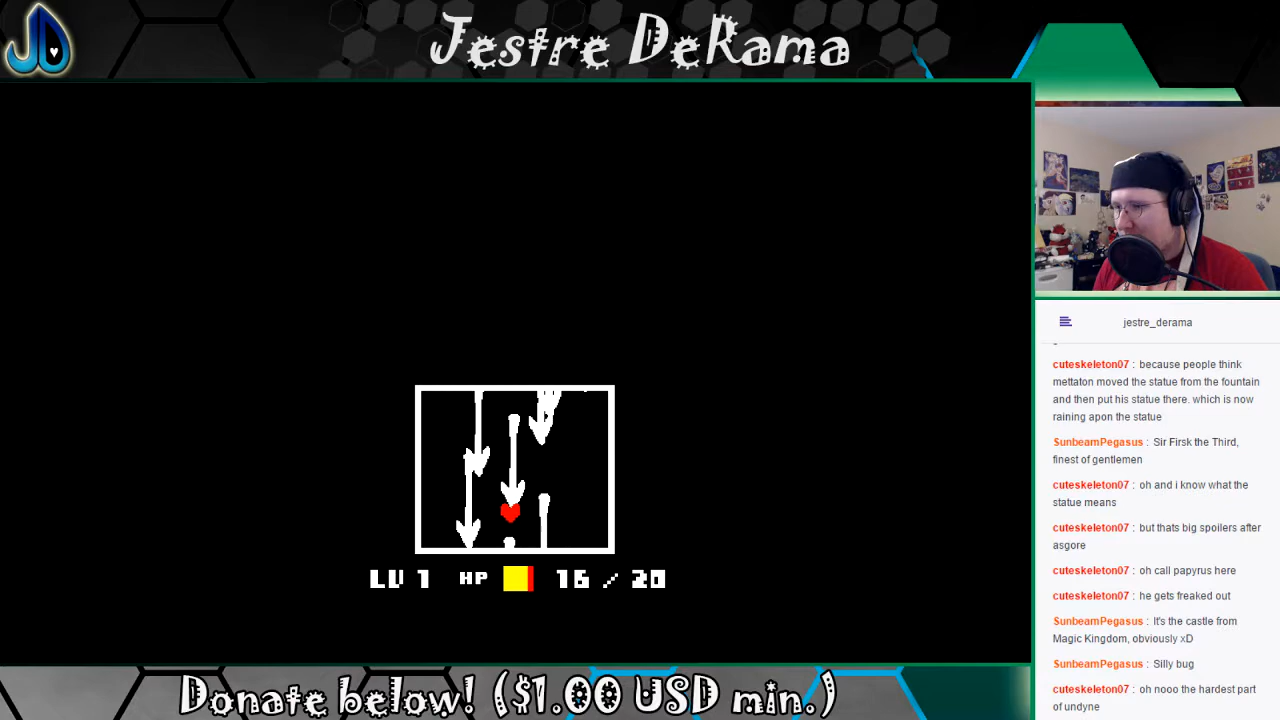 JD
Jestre DeRama
LV 1 HP 16 / 20
jestre_derama
cuteskeleton07 : because people think
mettaton moved the statue from the fountain
and then put his statue there. which is now
raining apon the statue
SunbeamPegasus : Sir Firsk the Third,
finest of gentlemen
cuteskeleton07 : oh and i know what the
statue means
cuteskeleton07 : but thats big spoilers after
asgore
cuteskeleton07 : oh call papyrus here
cuteskeleton07 : he gets freaked out
SunbeamPegasus : It's the castle from
Magic Kingdom, obviously xD
SunbeamPegasus : Silly bug
cuteskeleton07 : oh nooo the hardest part
of undyne
Donate below! ($1.00 USD min.)